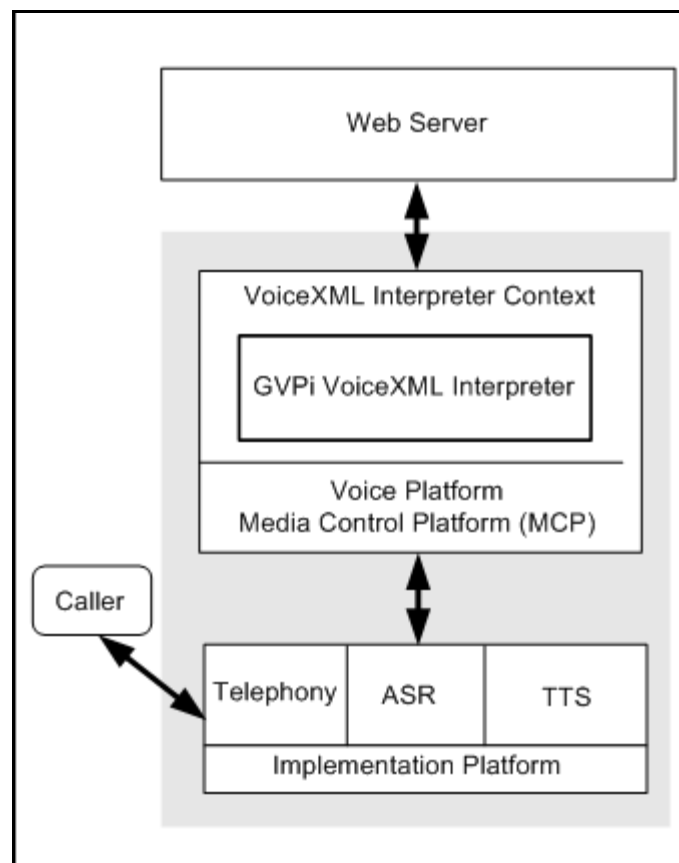 Web Server
VoiceXML Interpreter Context
GVPi VoiceXML Interpreter
Voice Platform
Media Control Platform (MCP)
Caller
Telephony
ASR
TTS
Implementation Platform